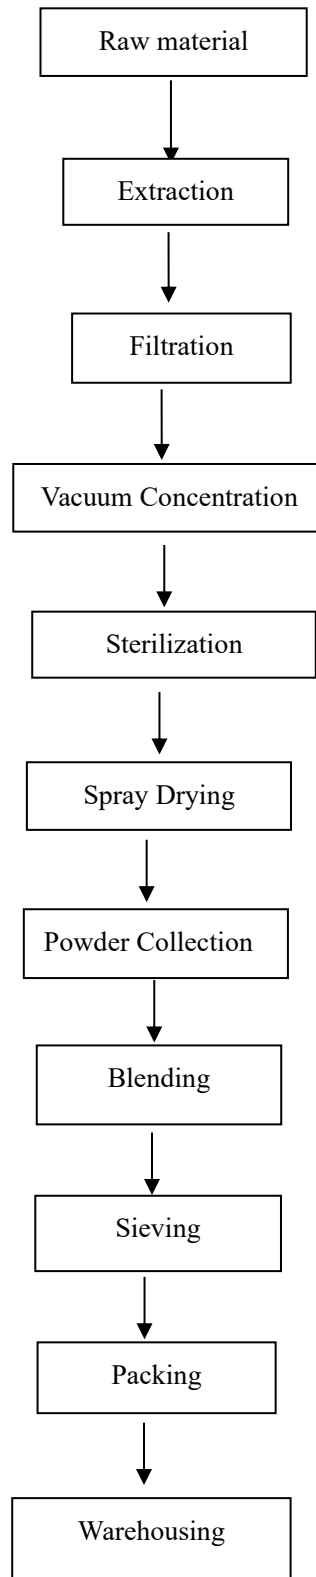 Raw material
Extraction
Filtration
Vacuum Concentration
Sterilization
Spray Drying
Powder Collection
Blending
Sieving
Packing
Warehousing